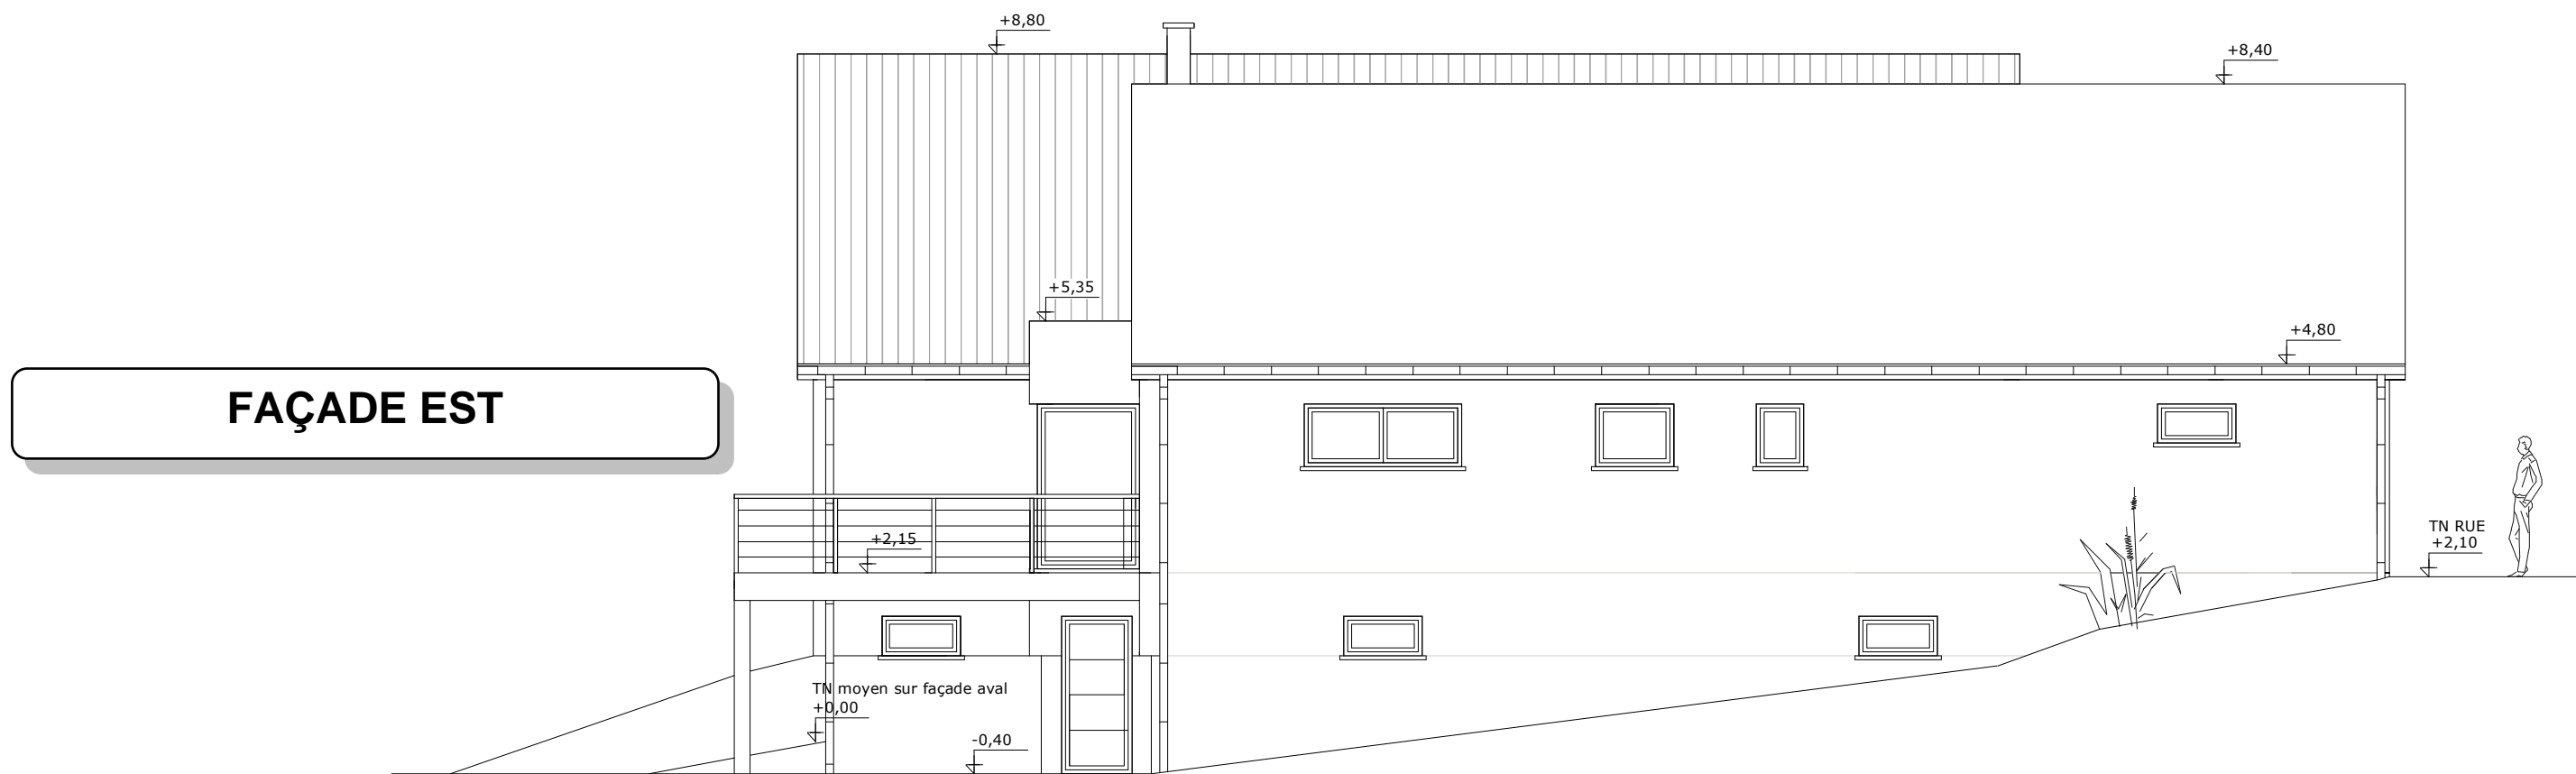 +8,80
+8,40
+5,35
+4,80
FAÇADE EST
+2,15
TN RUE
+2,10
TN moyen sur façade aval
+0,00
-0,40